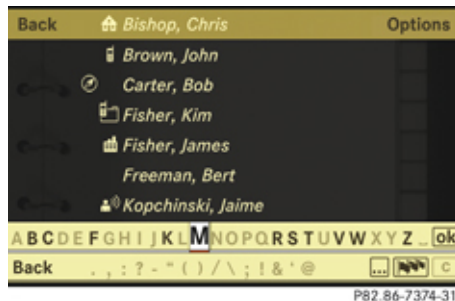 Back Bishop, Chris Options
Brown, John
Carter, Bob
Fisher, Kim
Fisher, James
Freeman, Bert
Kopchinski, Jaime
ABCDEFGHIJKLMNOPQRSTUVWXYZ_ ok
Back . , : ? - " ( ) / \ ; ! & ' @ ... C
P82.86-7374-31